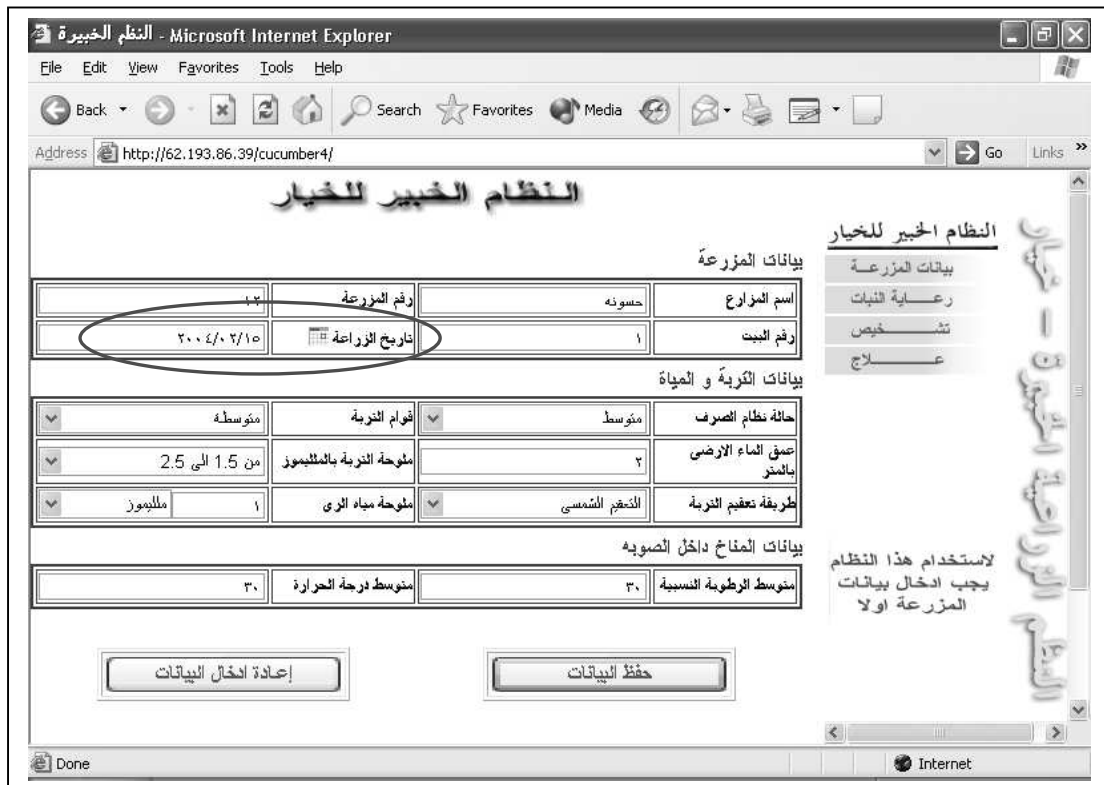 النظم الخبيرة - Microsoft Internet Explorer
File Edit View Favorites Tools Help
Back Search Favorites Media
Address http://62.193.86.39/cucumber4/ Go Links »
النظام الخبير للخيار
النظام الخبير للخيار
بيانات المزرعة
رعاية النبات
تشخيص
علاج
لاستخدام هذا النظام
يجب ادخال بيانات
المزرعة اولا
بيانات المزرعة
اسم المزارع حسونه رقم المزرعة ١٢
رقم البيت ١ تاريخ الزراعة ٢٠٠٤/٠٢/١٥
بيانات التربة و المياة
حالة نظام الصرف متوسط قوام التربة متوسطة
عمق الماء الارضى بالمتر ٢ ملوحة التربة بالملليموز من 1.5 الى 2.5
طريقة تعقيم التربة التعقيم الشمسى ملوحة مياه الرى ١ ملليموز
بيانات المناخ داخل الصوبه
متوسط الرطوبة النسبية ٣٠ متوسط درجة الحرارة ٣٠
حفظ البيانات إعادة ادخال البيانات
Done Internet